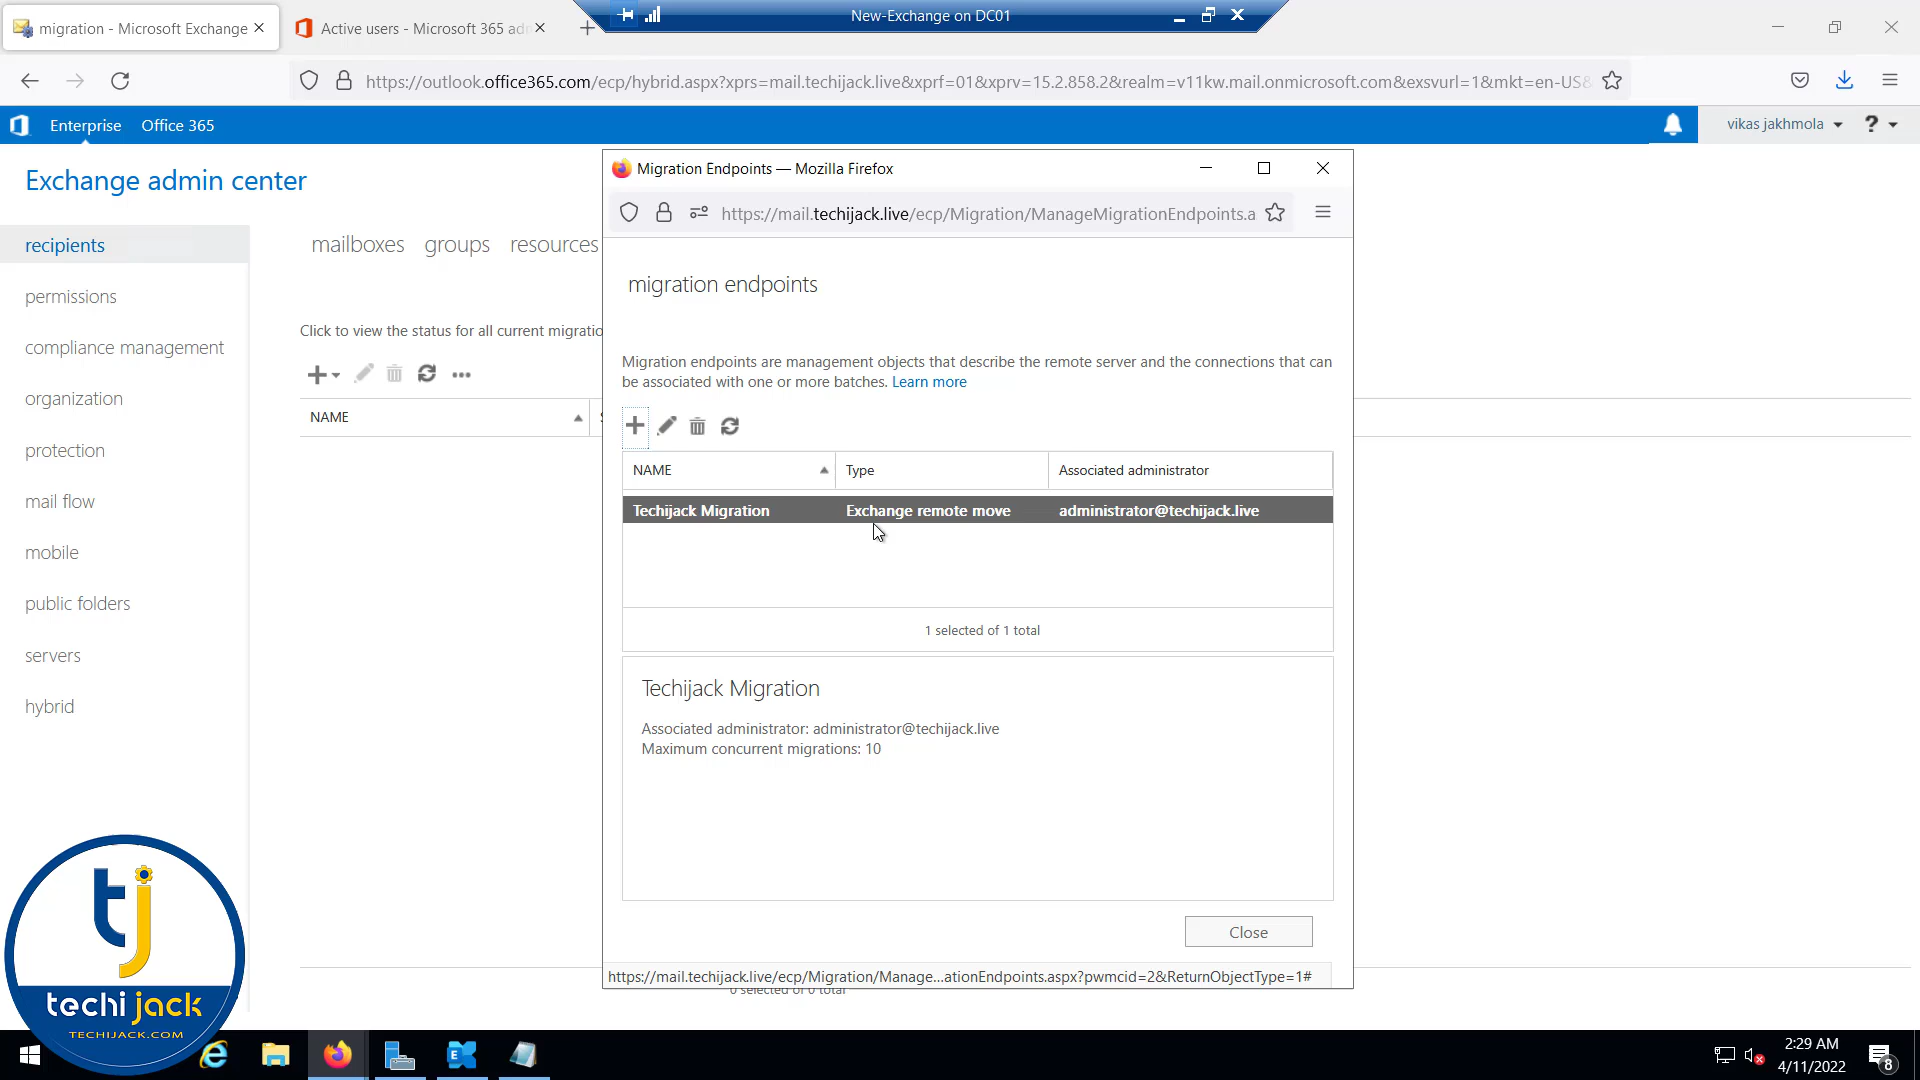 New-Exchange on DC01
migration - Microsoft Exchange
Active users - Microsoft 365 adm
https://outlook.office365.com/ecp/hybrid.aspx?xprs=mail.techijack.live&xprf=01&xprv=15.2.858.2&realm=v11kw.mail.onmicrosoft.com&exsvurl=1&mkt=en-US&
Enterprise Office 365
vikas jakhmola ?
Exchange admin center
recipients
permissions
compliance management
organization
protection
mail flow
mobile
public folders
servers
hybrid
mailboxes groups resources
Click to view the status for all current migratio
NAME
0 selected of 0 total
Migration Endpoints — Mozilla Firefox
https://mail.techijack.live/ecp/Migration/ManageMigrationEndpoints.a
migration endpoints
Migration endpoints are management objects that describe the remote server and the connections that can
be associated with one or more batches. Learn more
NAME Type Associated administrator
Techijack Migration Exchange remote move administrator@techijack.live
1 selected of 1 total
Techijack Migration
Associated administrator: administrator@techijack.live
Maximum concurrent migrations: 10
Close
https://mail.techijack.live/ecp/Migration/Manage...ationEndpoints.aspx?pwmcid=2&ReturnObjectType=1#
tj
techi jack
TECHIJACK.COM
2:29 AM
4/11/2022
8